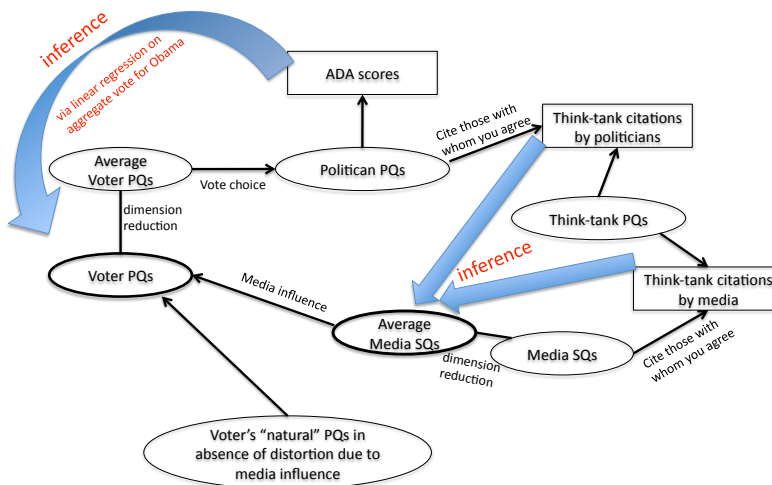 inference
via linear regression on
aggregate vote for Obama
ADA scores
Cite those with
whom you agree
Think-tank citations
by politicians
Average
Voter PQs
Vote choice
Politican PQs
dimension
reduction
Think-tank PQs
inference
Voter PQs
Media influence
Think-tank citations
by media
Average
Media SQs
dimension
reduction
Media SQs
Cite those with
whom you agree
Voter's “natural” PQs in
absence of distortion due to
media influence